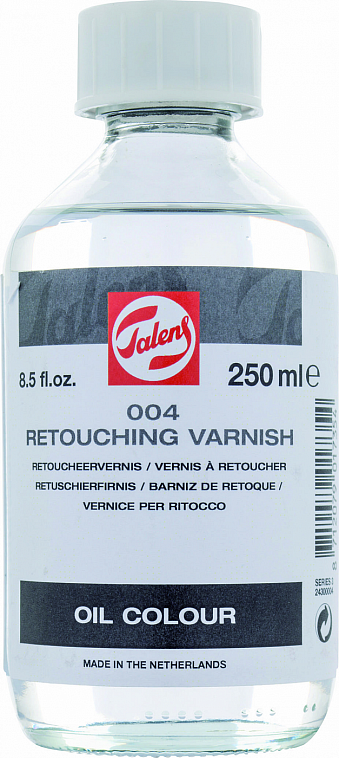 Talens
8.5 fl.oz. 250 ml ℮
004
RETOUCHING VARNISH
RETOUCHEERVERNIS / VERNIS À RETOUCHER
RETUSCHIERFIRNIS / BARNIZ DE RETOQUE /
VERNICE PER RITOCCO
OIL COLOUR
MADE IN THE NETHERLANDS